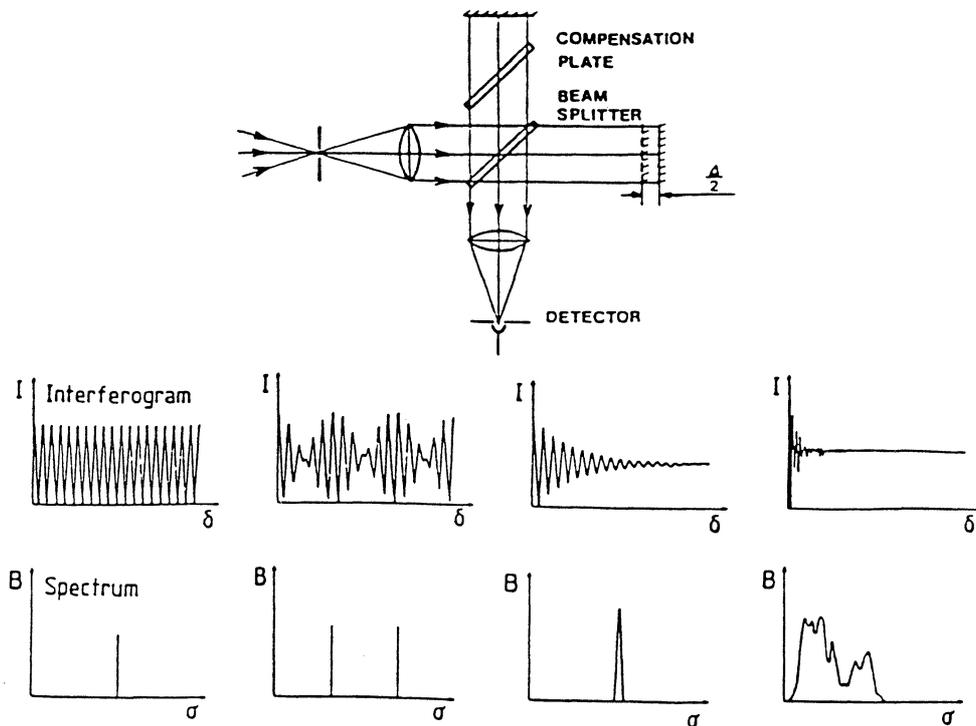 COMPENSATION
PLATE
BEAM
SPLITTER
Δ
2
DETECTOR
I Interferogram I I I
δ δ δ δ
B Spectrum B B B
σ σ σ σ